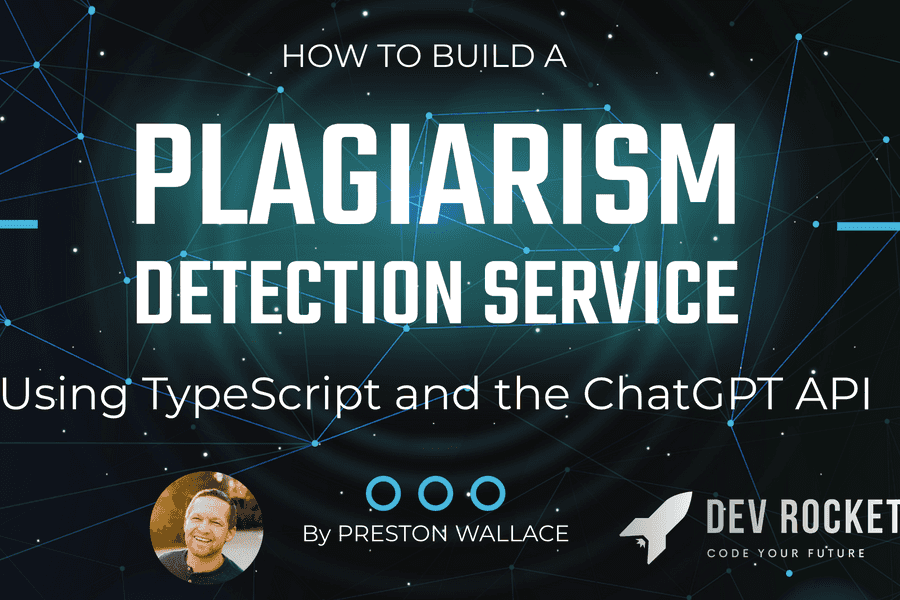 HOW TO BUILD A
PLAGIARISM
DETECTION SERVICE
Using TypeScript and the ChatGPT API
By PRESTON WALLACE
DEV ROCKET
CODE YOUR FUTURE